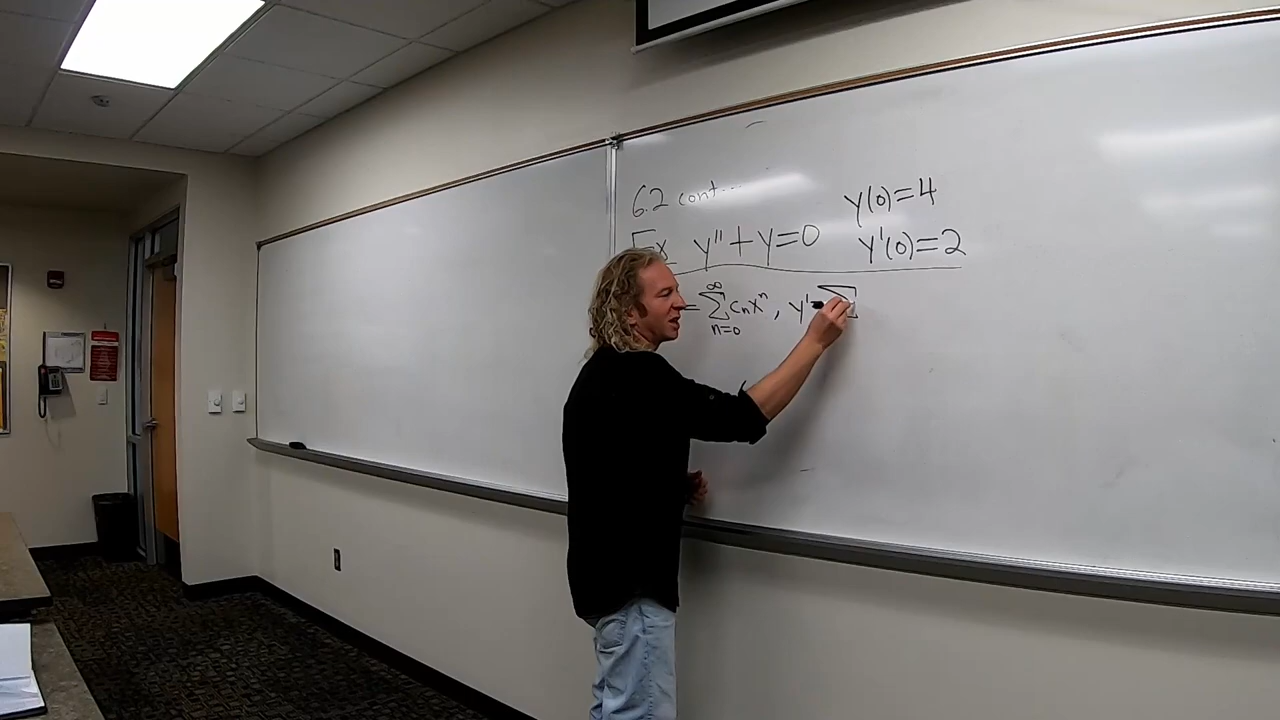 6.2 cont...
y(0)=4
Ex y''+y=0
y'(0)=2
= ∞∑n=0 cₙxⁿ, y'=∑